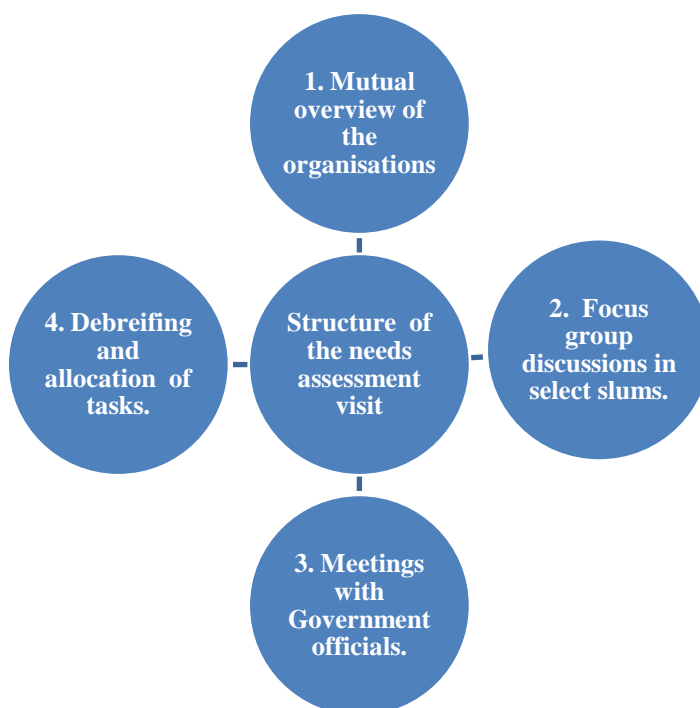 1. Mutual
overview of
the
organisations
4. Debreifing
and
allocation of
tasks.
Structure of
the needs
assessment
visit
2. Focus
group
discussions in
select slums.
3. Meetings
with
Government
officials.